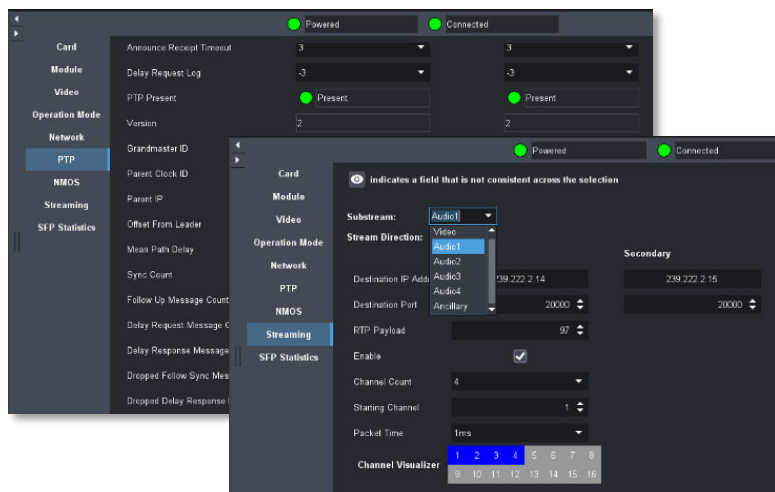 Powered Connected
Card Announce Receipt Timeout 3 3
Module Delay Request Log -3 -3
Video PTP Present Present Present
Operation Mode Version 2 2
Network Grandmaster ID
PTP Parent Clock ID
NMOS Parent IP
Streaming Offset From Leader
SFP Statistics Mean Path Delay
Sync Count
Follow Up Message Count
Delay Request Message
Delay Response Message
Dropped Follow Sync Mes
Dropped Delay Response
Powered Connected
Card indicates a field that is not consistent across the selection
Module
Video Substream: Audio1
Operation Mode Stream Direction:
Network
PTP
NMOS
Streaming
SFP Statistics
Video
Audio1
Audio2
Audio3
Audio4
Ancillary
Secondary
Destination IP Addr 239.222.2.14 239.222.2.15
Destination Port 20000 20000
RTP Payload 97
Enable
Channel Count 4
Starting Channel 1
Packet Time 1ms
Channel Visualizer 1 2 3 4 5 6 7 8
9 10 11 12 13 14 15 16